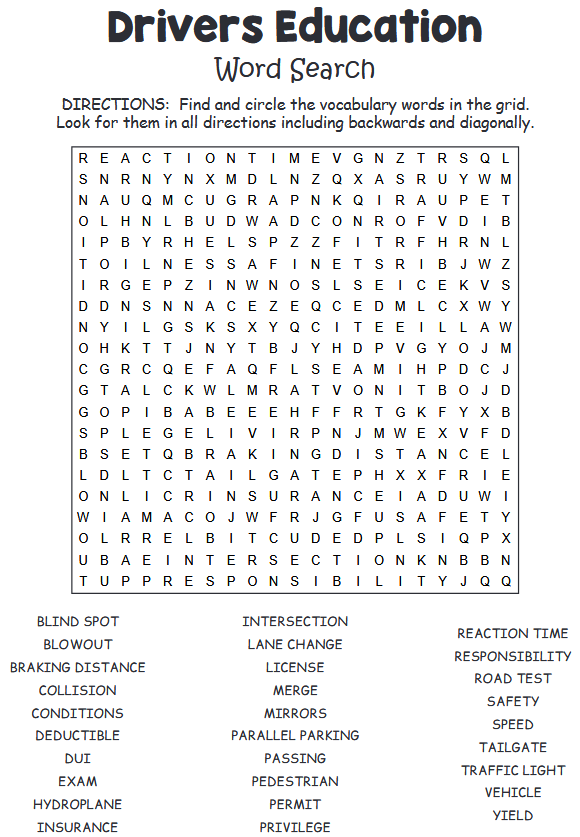 Drivers Education
Word Search
DIRECTIONS: Find and circle the vocabulary words in the grid.
Look for them in all directions including backwards and diagonally.
R E A C T I O N T I M E V G N Z T R S Q L
S N R N Y N X M D L N Z Q X A S R U Y W M
N A U Q M C U G R A P N K Q I R A U P E T
O L H N L B U D W A D C O N R O F V D I B
I P B Y R H E L S P Z Z F I T R F H R N L
T O I L N E S S A F I N E T S R I B J W Z
I R G E P Z I N W N O S L S E I C E K V S
D D N S N N A C E Z E Q C E D M L C X W Y
N Y I L G S K S X Y Q C I T E E I L L A W
O H K T T J N Y T B J Y H D P V G Y O J M
C G R C Q E F A Q F L S E A M I H P D C J
G T A L C K W L M R A T V O N I T B O J D
G O P I B A B E E E H F F R T G K F Y X B
S P L E G E L I V I R P N J M W E X V F D
B S E T Q B R A K I N G D I S T A N C E L
L D L T C T A I L G A T E P H X X F R I E
O N L I C R I N S U R A N C E I A D U W I
W I A M A C O J W F R J G F U S A F E T Y
O L R R E L B I T C U D E D P L S I Q P X
U B A E I N T E R S E C T I O N K N B B N
T U P P R E S P O N S I B I L I T Y J Q Q
BLIND SPOT
BLOWOUT
BRAKING DISTANCE
COLLISION
CONDITIONS
DEDUCTIBLE
DUI
EXAM
HYDROPLANE
INSURANCE
INTERSECTION
LANE CHANGE
LICENSE
MERGE
MIRRORS
PARALLEL PARKING
PASSING
PEDESTRIAN
PERMIT
PRIVILEGE
REACTION TIME
RESPONSIBILITY
ROAD TEST
SAFETY
SPEED
TAILGATE
TRAFFIC LIGHT
VEHICLE
YIELD